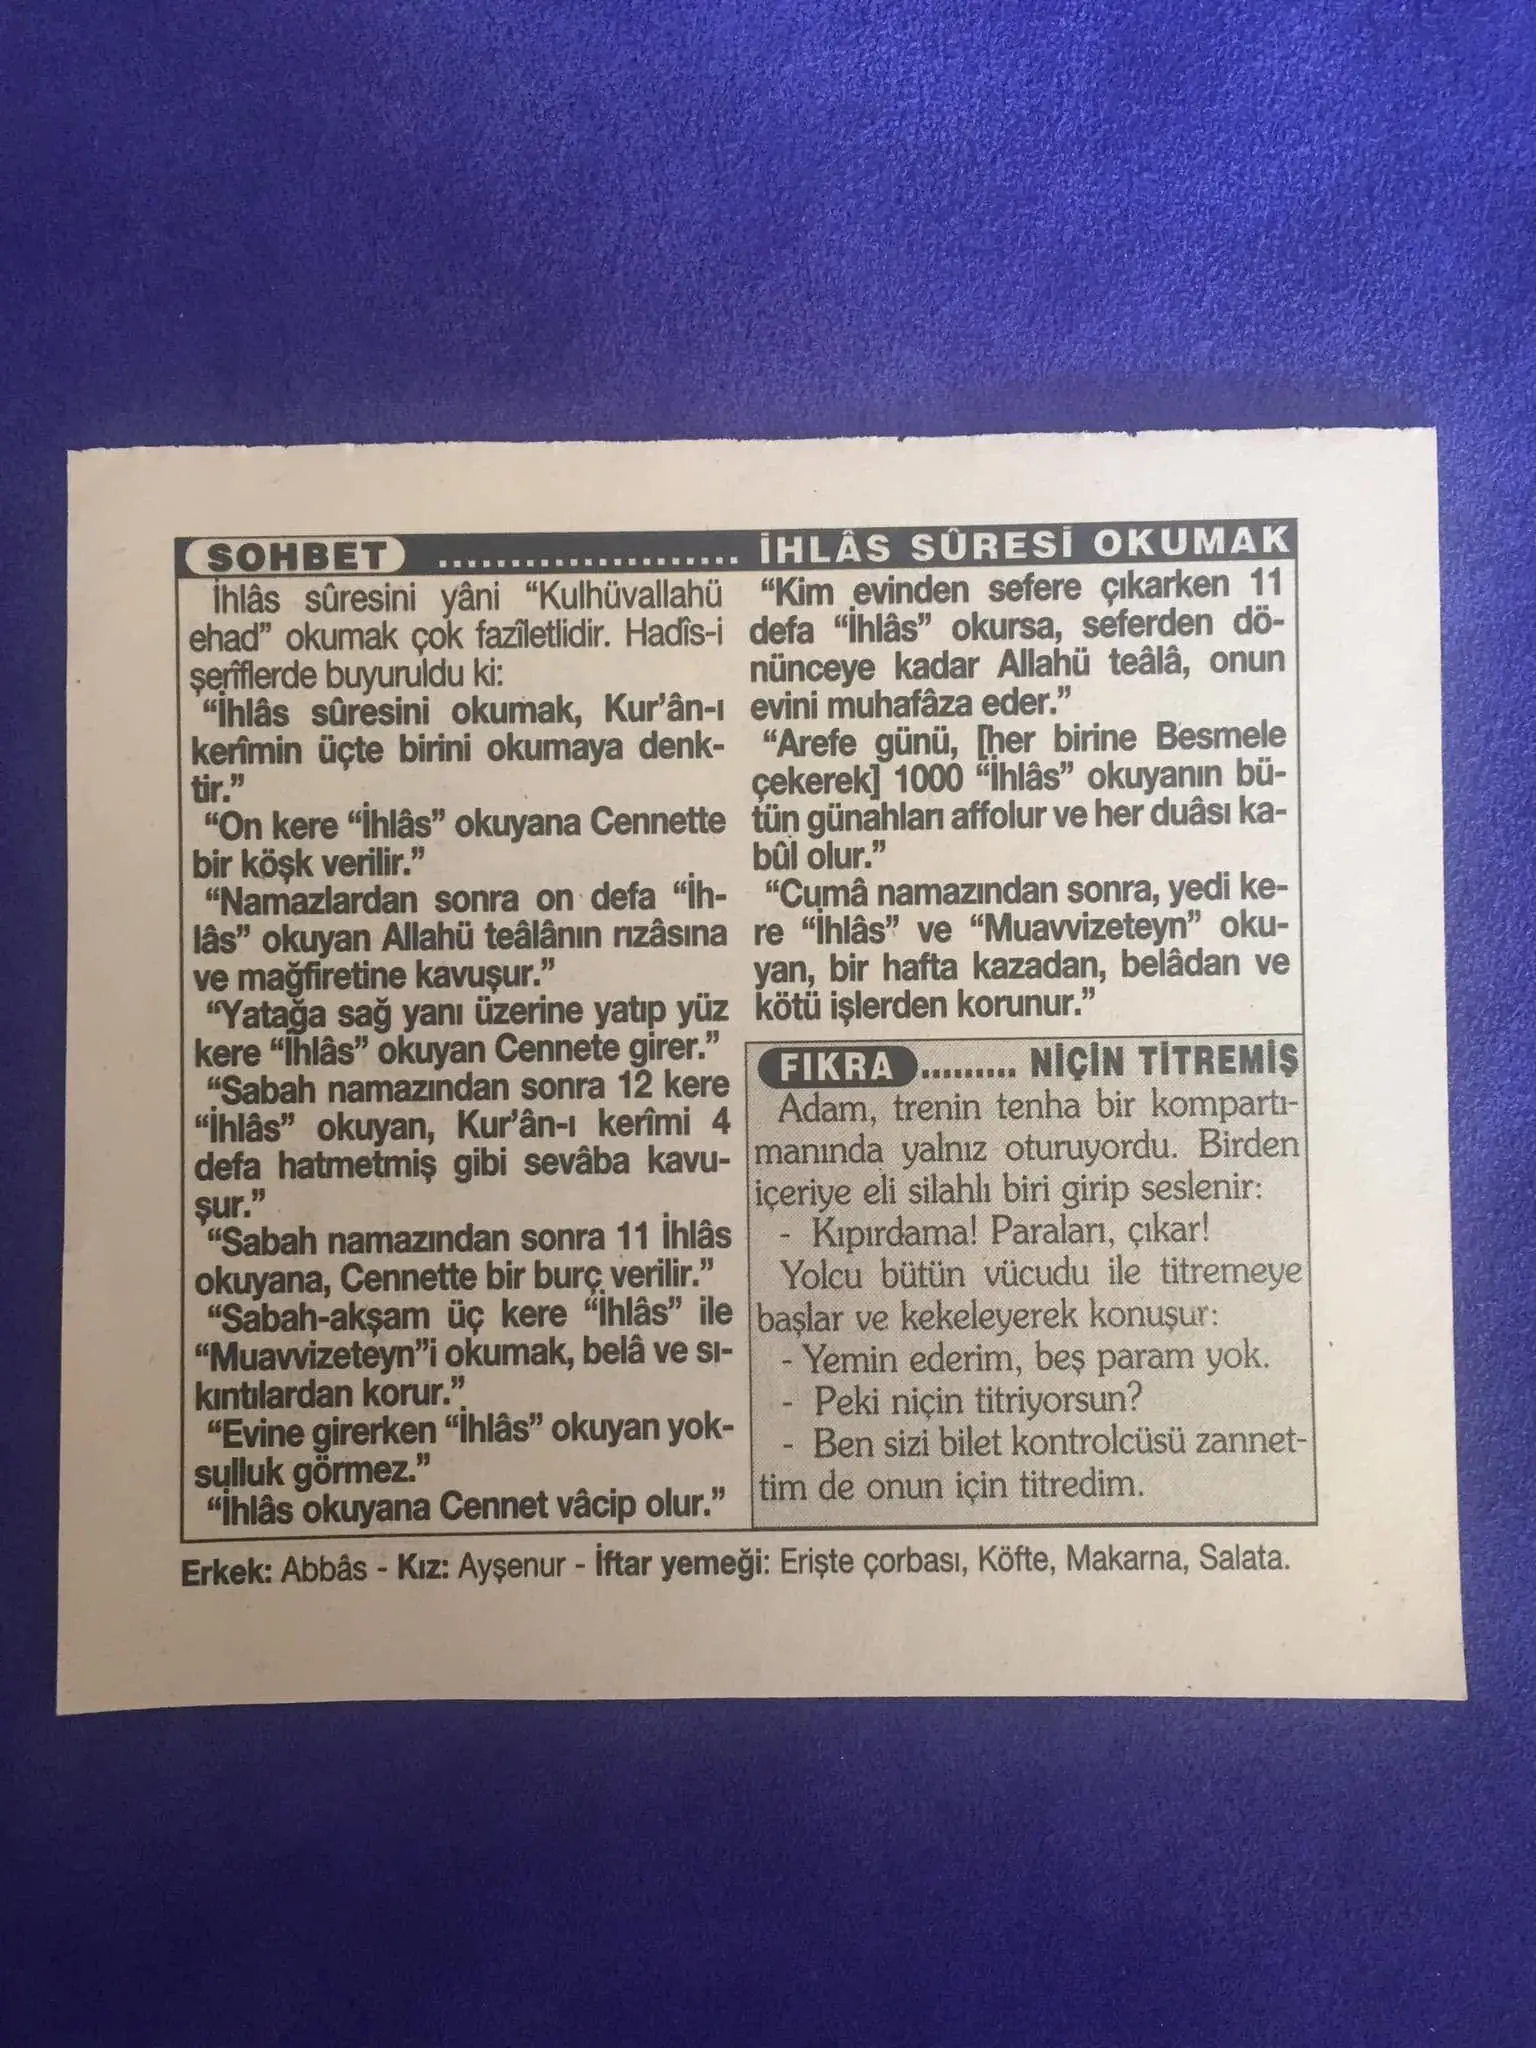 SOHBET ..................... İHLÂS SÛRESİ OKUMAK
İhlâs sûresini yâni “Kulhüvallahü
ehad” okumak çok fazîletlidir. Hadîs-i
şerîflerde buyuruldu ki:
“İhlâs sûresini okumak, Kur’ân-ı
kerîmin üçte birini okumaya denk-
tir.”
“On kere “İhlâs” okuyana Cennette
bir köşk verilir.”
“Namazlardan sonra on defa “İh-
lâs” okuyan Allahü teâlânın rızâsına
ve mağfiretine kavuşur.”
“Yatağa sağ yanı üzerine yatıp yüz
kere “İhlâs” okuyan Cennete girer.”
“Sabah namazından sonra 12 kere
“İhlâs” okuyan, Kur’ân-ı kerîmi 4
defa hatmetmiş gibi sevâba kavu-
şur.”
“Sabah namazından sonra 11 İhlâs
okuyana, Cennette bir burç verilir.”
“Sabah-akşam üç kere “İhlâs” ile
“Muavvizeteyn”i okumak, belâ ve sı-
kıntılardan korur.”
“Evine girerken “İhlâs” okuyan yok-
sulluk görmez.”
“İhlâs okuyana Cennet vâcip olur.”
“Kim evinden sefere çıkarken 11
defa “İhlâs” okursa, seferden dö-
nünceye kadar Allahü teâlâ, onun
evini muhafâza eder.”
“Arefe günü, [her birine Besmele
çekerek] 1000 “İhlâs” okuyanın bü-
tün günahları affolur ve her duâsı ka-
bûl olur.”
“Cumâ namazından sonra, yedi ke-
re “İhlâs” ve “Muavvizeteyn” oku-
yan, bir hafta kazadan, belâdan ve
kötü işlerden korunur.”
FIKRA ......... NİÇİN TİTREMİŞ
Adam, trenin tenha bir kompartı-
manında yalnız oturuyordu. Birden
içeriye eli silahlı biri girip seslenir:
- Kıpırdama! Paraları, çıkar!
Yolcu bütün vücudu ile titremeye
başlar ve kekeleyerek konuşur:
- Yemin ederim, beş param yok.
- Peki niçin titriyorsun?
- Ben sizi bilet kontrolcüsü zannet-
tim de onun için titredim.
Erkek: Abbâs - Kız: Ayşenur - İftar yemeği: Erişte çorbası, Köfte, Makarna, Salata.